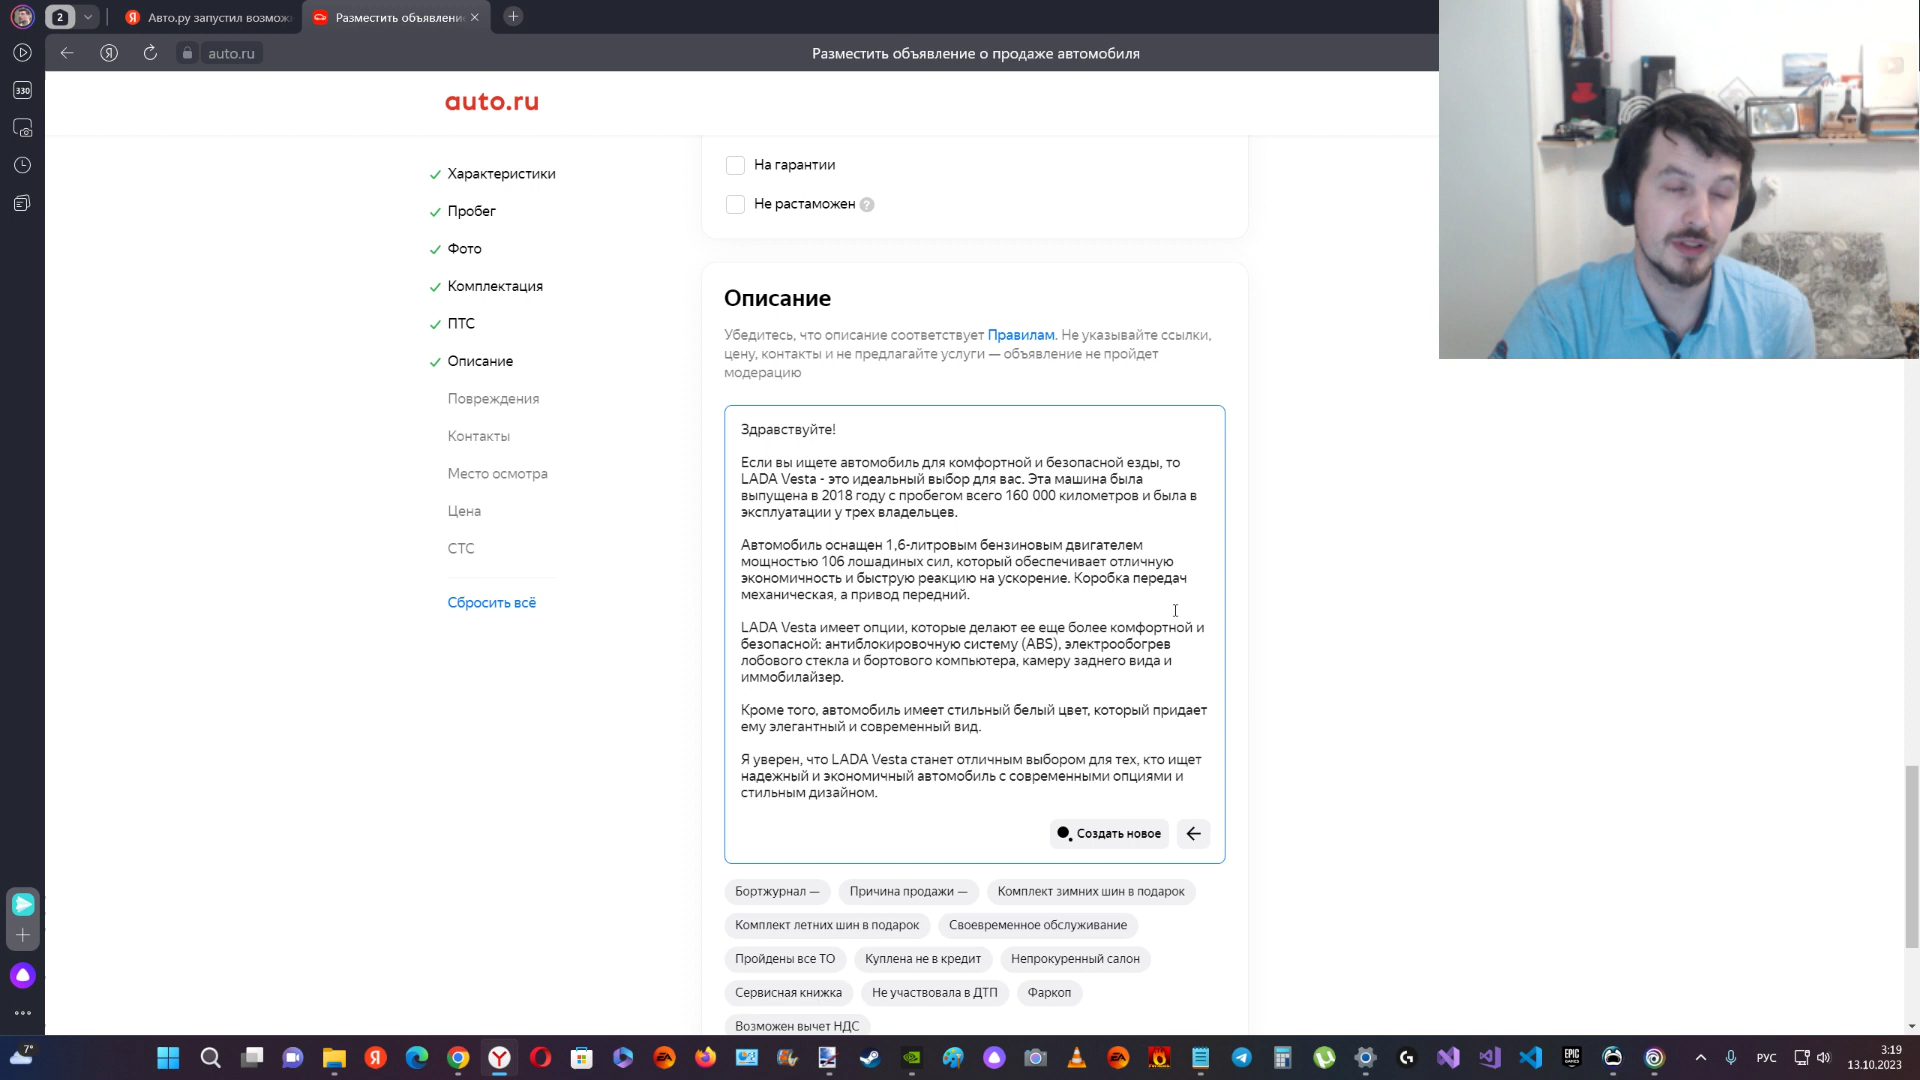 2
Авто.ру запустил возмож
Разместить объявление
auto.ru
Разместить объявление о продаже автомобиля
330
auto.ru
На гарантии
Не растаможен ?
Характеристики
Пробег
Фото
Комплектация
ПТС
Описание
Повреждения
Контакты
Место осмотра
Цена
СТС
Сбросить всё
Описание
Убедитесь, что описание соответствует Правилам. Не указывайте ссылки,
цену, контакты и не предлагайте услуги — объявление не пройдет
модерацию
Здравствуйте!
Если вы ищете автомобиль для комфортной и безопасной езды, то
LADA Vesta - это идеальный выбор для вас. Эта машина была
выпущена в 2018 году с пробегом всего 160 000 километров и была в
эксплуатации у трех владельцев.
Автомобиль оснащен 1,6-литровым бензиновым двигателем
мощностью 106 лошадиных сил, который обеспечивает отличную
экономичность и быструю реакцию на ускорение. Коробка передач
механическая, а привод передний.
LADA Vesta имеет опции, которые делают ее еще более комфортной и
безопасной: антиблокировочную систему (ABS), электрообогрев
лобового стекла и бортового компьютера, камеру заднего вида и
иммобилайзер.
Кроме того, автомобиль имеет стильный белый цвет, который придает
ему элегантный и современный вид.
Я уверен, что LADA Vesta станет отличным выбором для тех, кто ищет
надежный и экономичный автомобиль с современными опциями и
стильным дизайном.
Создать новое
Бортжурнал —
Причина продажи —
Комплект зимних шин в подарок
Комплект летних шин в подарок
Своевременное обслуживание
Пройдены все ТО
Куплена не в кредит
Непрокуренный салон
Сервисная книжка
Не участвовала в ДТП
Фаркоп
Возможен вычет НДС
7°
РУС
3:19
13.10.2023